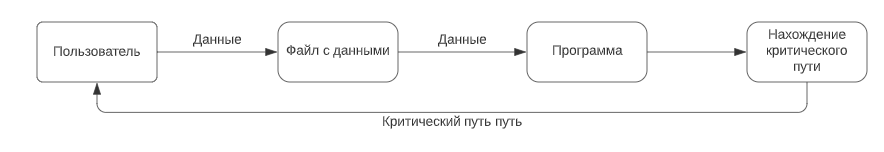 Пользователь
Данные
Файл с данными
Данные
Программа
Нахождение
критического
пути
Критический путь путь